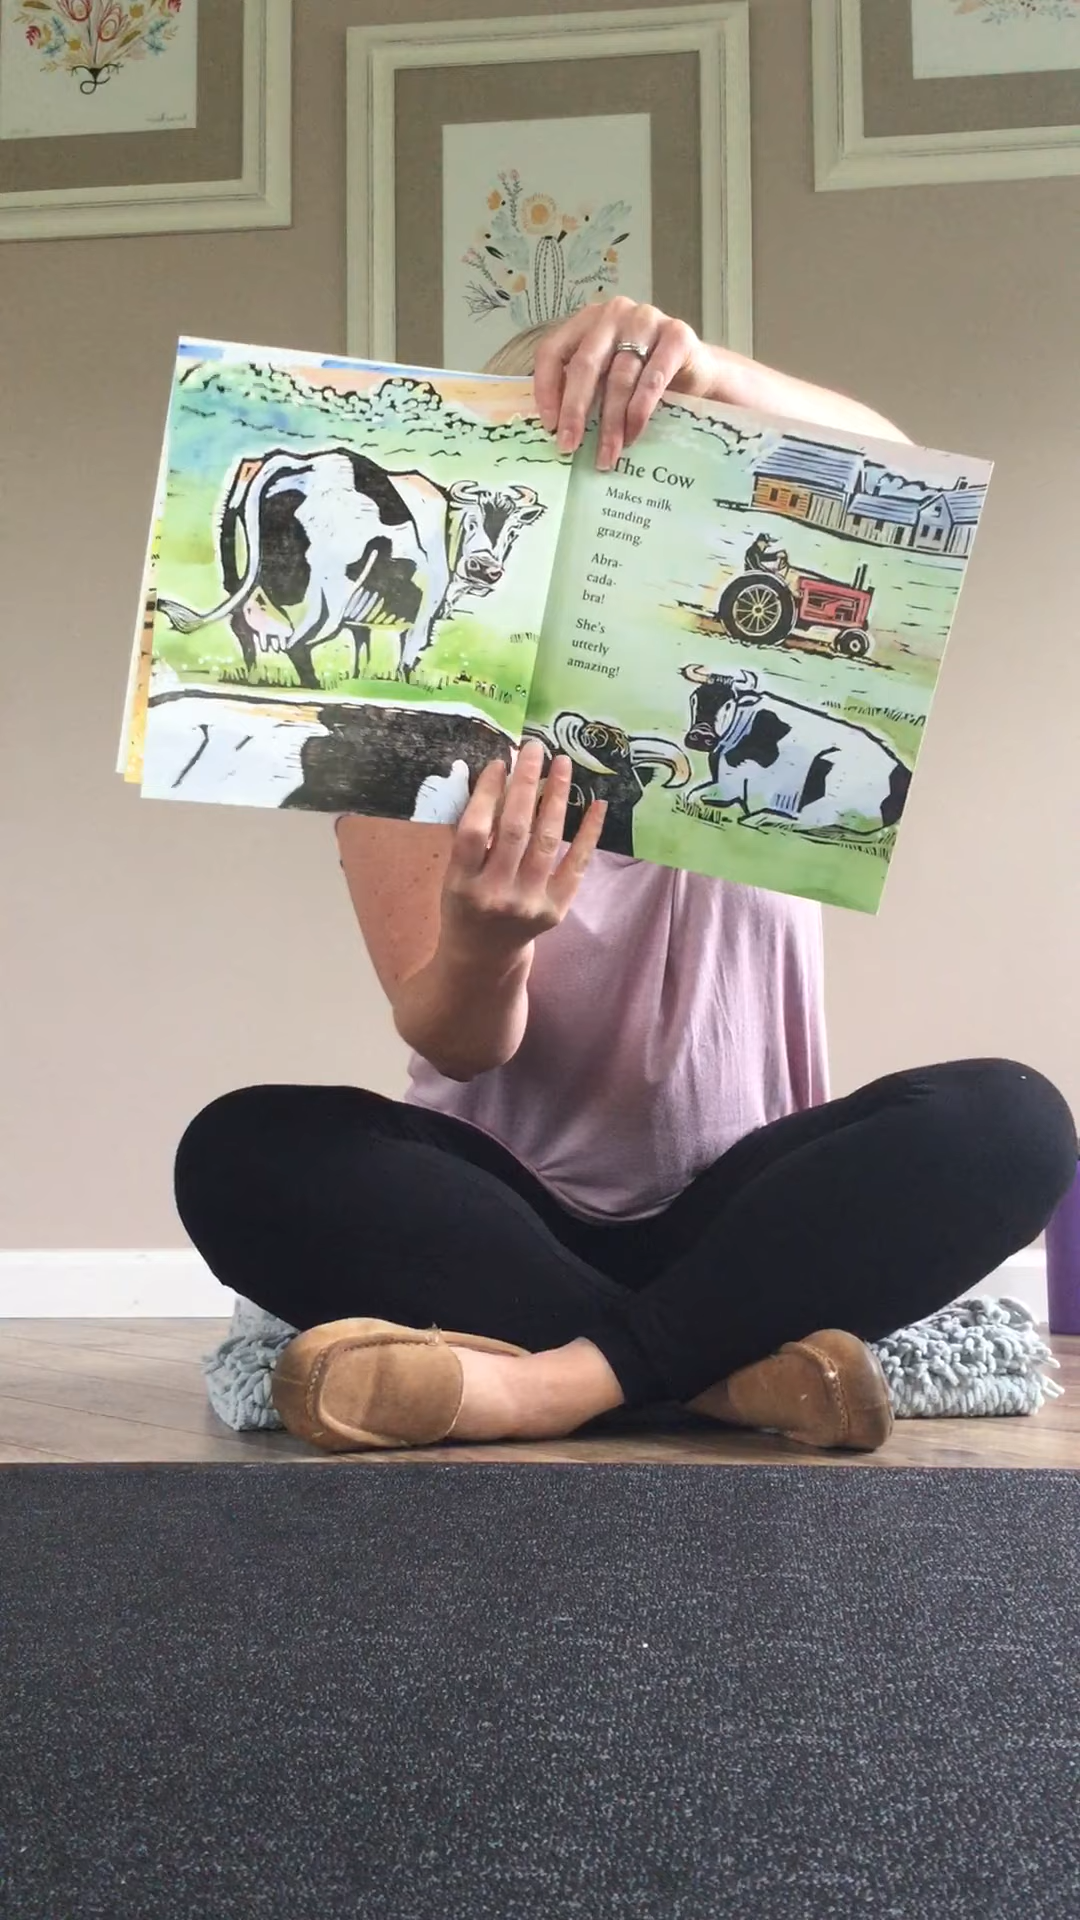 The Cow
Makes milk
standing
grazing.
Abra-
cada-
bra!
She's
utterly
amazing!